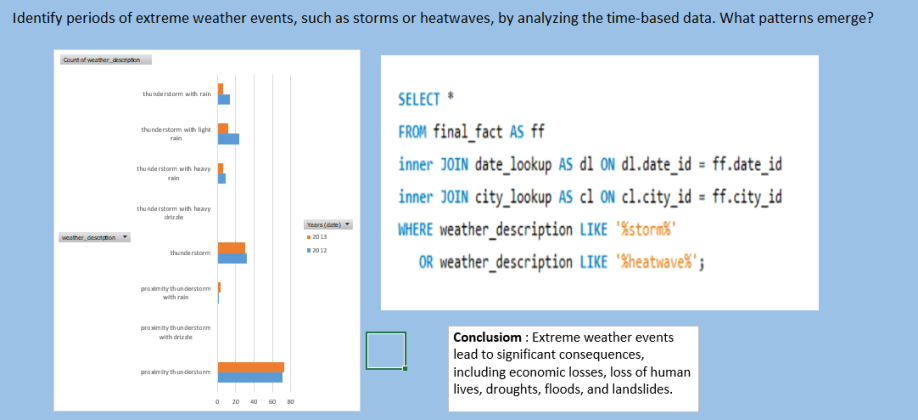 Identify periods of extreme weather events, such as storms or heatwaves, by analyzing the time-based data. What patterns emerge?
Count of weather_description
thunderstorm with rain
thunderstorm with light
rain
thunderstorm with heavy
rain
thunderstorm with heavy
drizzle
weather_description
thunderstorm
proximity thunderstorm
with rain
proximity thunderstorm
with drizzle
proximity thunderstorm
0 20 40 60 80
Years (date)
2013
2012
SELECT *
FROM final_fact AS ff
inner JOIN date_lookup AS dl ON dl.date_id = ff.date_id
inner JOIN city_lookup AS cl ON cl.city_id = ff.city_id
WHERE weather_description LIKE '%storm%'
OR weather_description LIKE '%heatwave%';
Conclusiom : Extreme weather events
lead to significant consequences,
including economic losses, loss of human
lives, droughts, floods, and landslides.